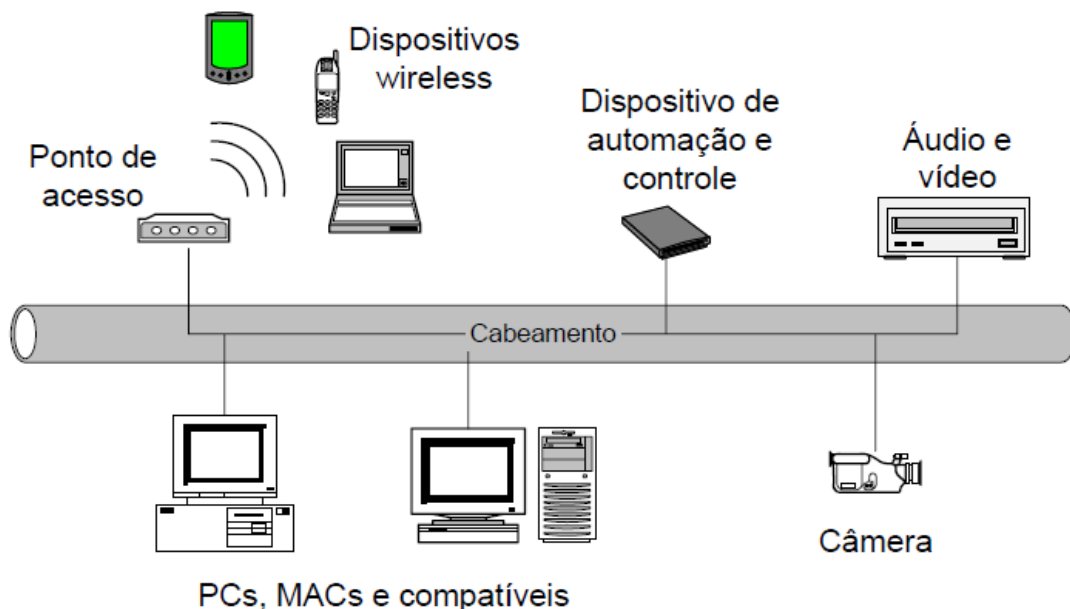 Dispositivos
wireless
Ponto de
acesso
Dispositivo de
automação e
controle
Áudio e
vídeo
Cabeamento
Câmera
PCs, MACs e compatíveis